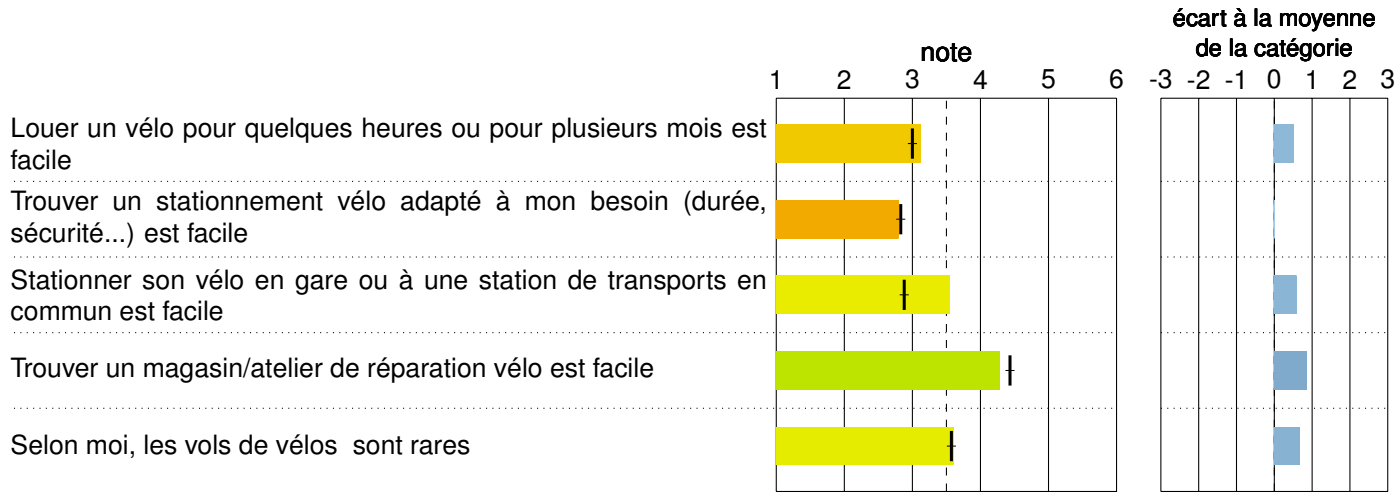 écart à la moyenne
note de la catégorie
1 2 3 4 5 6 -3 -2 -1 0 1 2 3
Louer un vélo pour quelques heures ou pour plusieurs mois est
facile
Trouver un stationnement vélo adapté à mon besoin (durée,
sécurité...) est facile
Stationner son vélo en gare ou à une station de transports en
commun est facile
Trouver un magasin/atelier de réparation vélo est facile
Selon moi, les vols de vélos sont rares